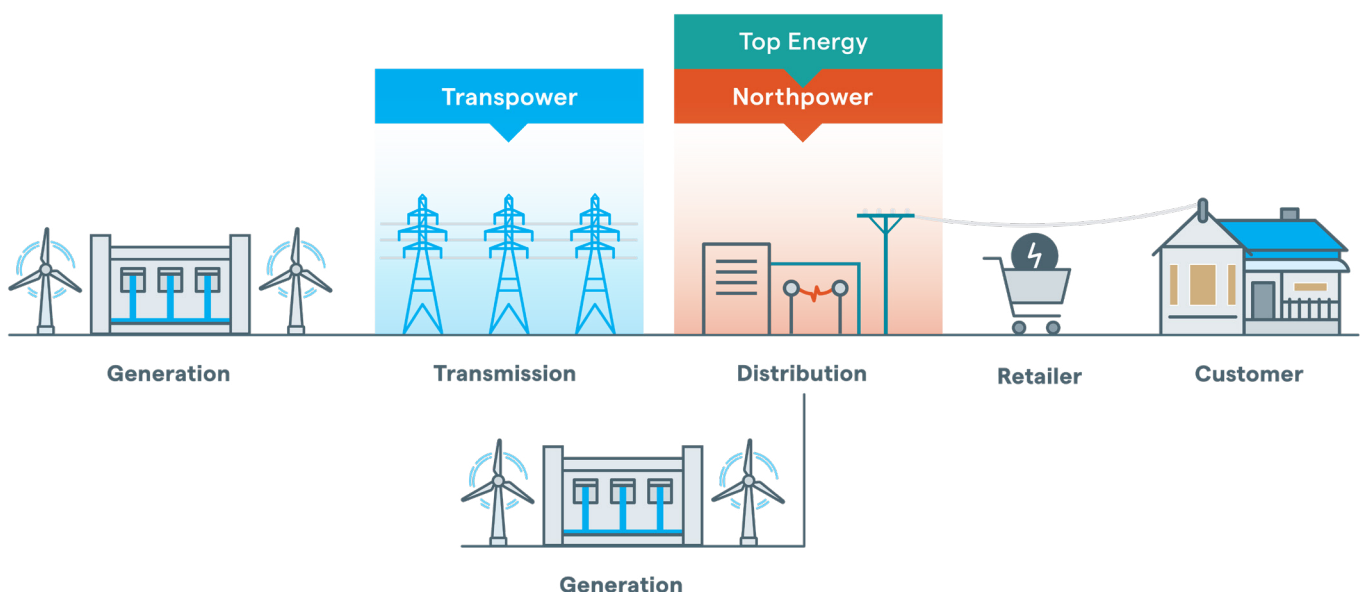 Top Energy
Transpower
Northpower
Generation
Transmission
Distribution
Retailer
Customer
Generation